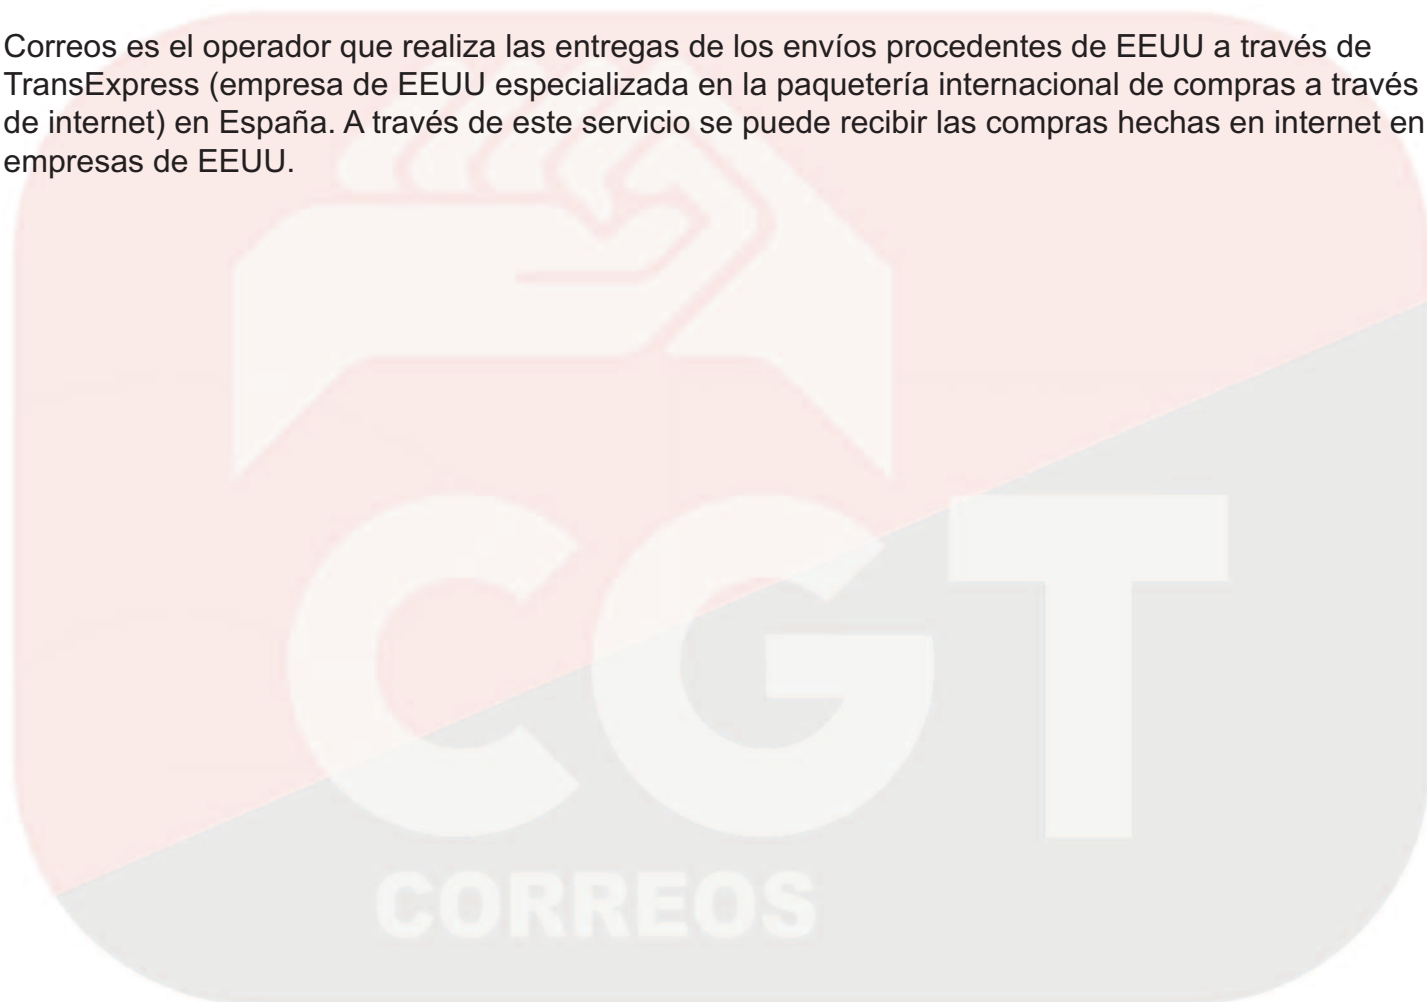 Correos es el operador que realiza las entregas de los envíos procedentes de EEUU a través de
TransExpress (empresa de EEUU especializada en la paquetería internacional de compras a través
de internet) en España. A través de este servicio se puede recibir las compras hechas en internet en
empresas de EEUU.
CGT
CORREOS